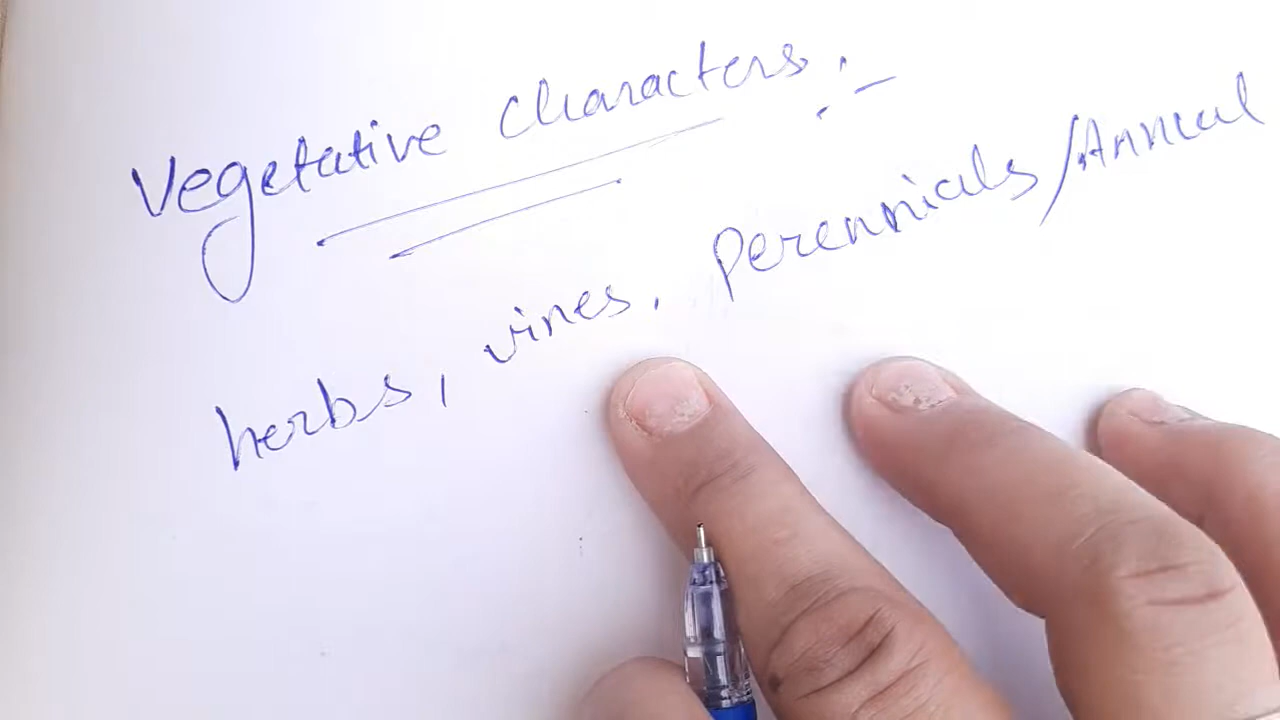 Vegetative Characters :-
herbs, vines, Perennials/Annual